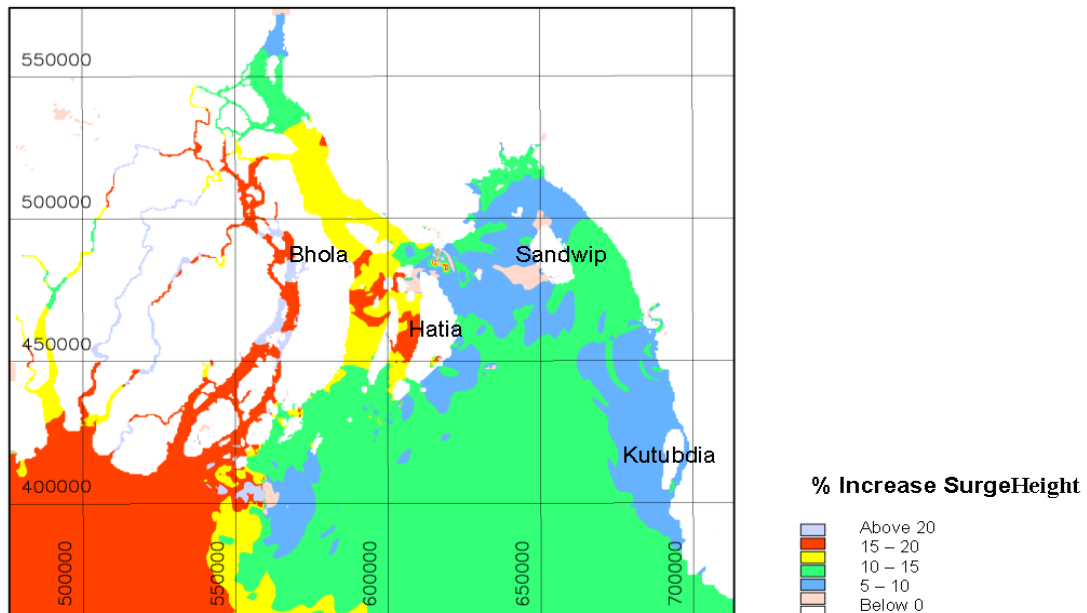 550000
500000
Bhola
Sandwip
Hatia
450000
Kutubdia
400000
500000
550000
600000
650000
700000
% Increase SurgeHeight
Above 20
15 – 20
10 – 15
5 – 10
Below 0